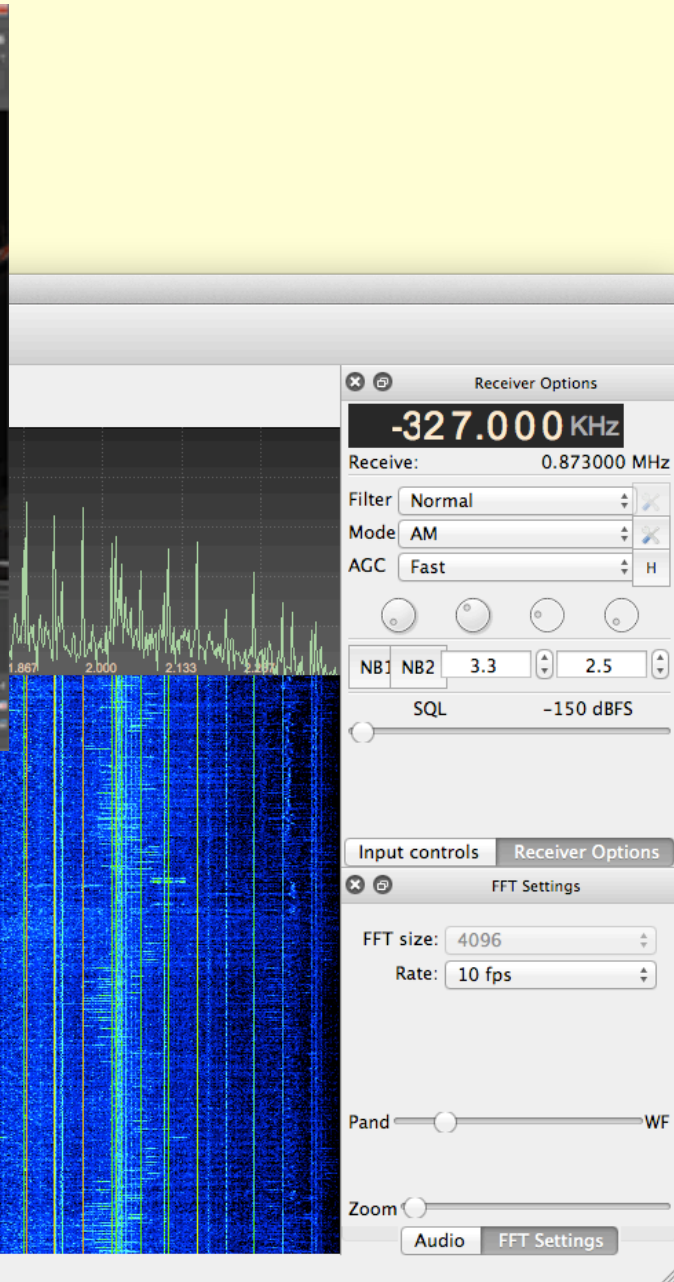 Receiver Options
-327.000 KHz
Receive: 0.873000 MHz
Filter Normal
Mode AM
AGC Fast H
NB1 NB2 3.3 2.5
SQL -150 dBFS
1.867 2.000 2.133 2.267
Input controls Receiver Options
FFT Settings
FFT size: 4096
Rate: 10 fps
Pand WF
Zoom
Audio FFT Settings